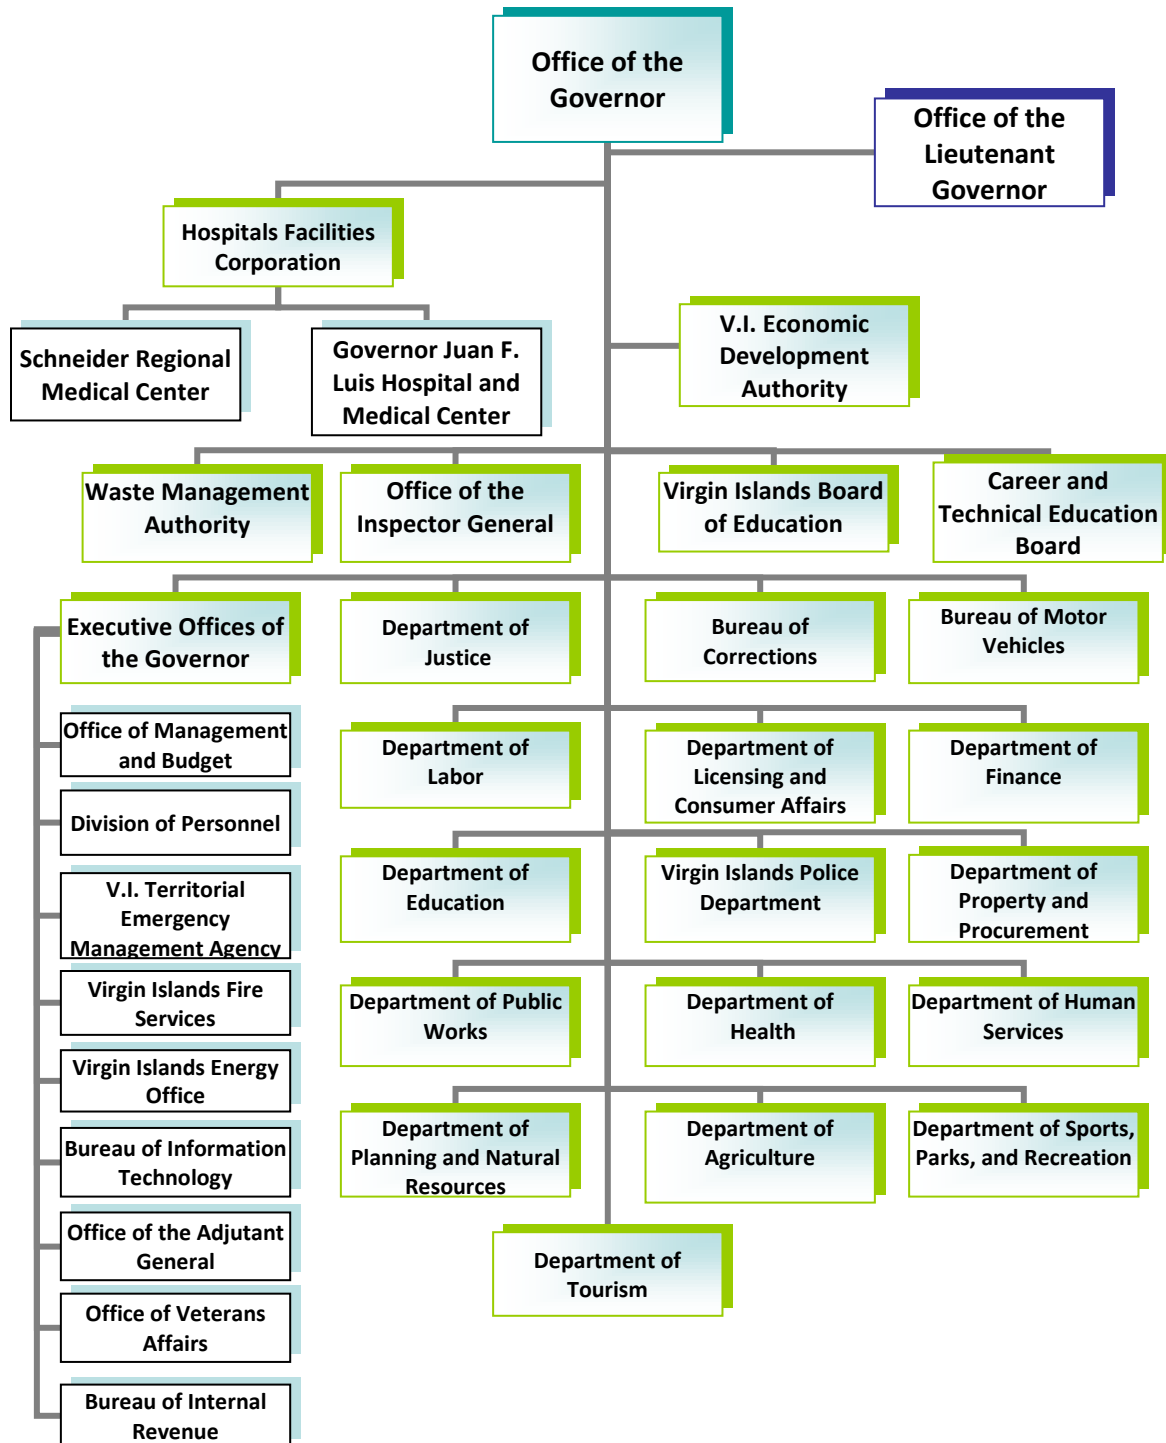 Office of the
Governor
Office of the
Lieutenant
Governor
Hospitals Facilities
Corporation
V.I. Economic
Development
Authority
Schneider Regional
Medical Center
Governor Juan F.
Luis Hospital and
Medical Center
Waste Management
Authority
Office of the
Inspector General
Virgin Islands Board
of Education
Career and
Technical Education
Board
Executive Offices of
the Governor
Department of
Justice
Bureau of
Corrections
Bureau of Motor
Vehicles
Office of Management
and Budget
Division of Personnel
V.I. Territorial
Emergency
Management Agency
Virgin Islands Fire
Services
Virgin Islands Energy
Office
Bureau of Information
Technology
Office of the Adjutant
General
Office of Veterans
Affairs
Bureau of Internal
Revenue
Department of
Labor
Department of
Licensing and
Consumer Affairs
Department of
Finance
Department of
Education
Virgin Islands Police
Department
Department of
Property and
Procurement
Department of Public
Works
Department of
Health
Department of Human
Services
Department of
Planning and Natural
Resources
Department of
Agriculture
Department of Sports,
Parks, and Recreation
Department of
Tourism